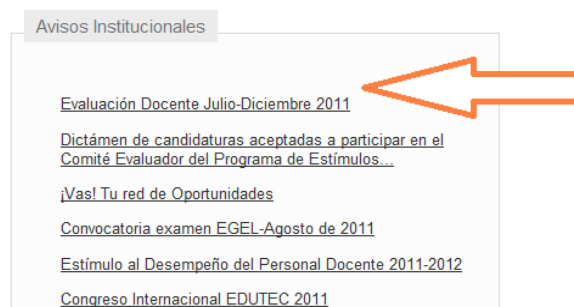 Avisos Institucionales
Evaluación Docente Julio-Diciembre 2011
Dictámen de candidaturas aceptadas a participar en el
Comité Evaluador del Programa de Estímulos...
¡Vas! Tu red de Oportunidades
Convocatoria examen EGEL-Agosto de 2011
Estímulo al Desempeño del Personal Docente 2011-2012
Congreso Internacional EDUTEC 2011